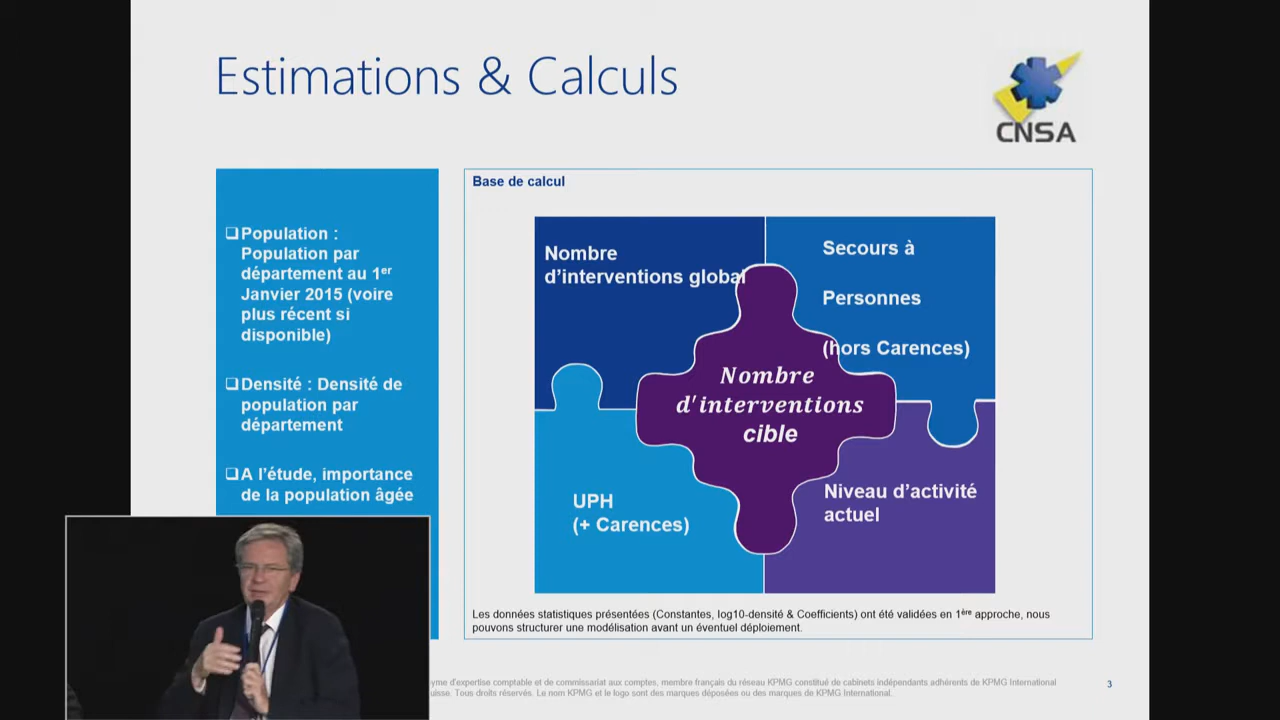 Estimations & Calculs
CNSA
❑Population :
Population par
département au 1er
Janvier 2015 (voire
plus récent si
disponible)
❑Densité : Densité de
population par
département
❑A l’étude, importance
de la population âgée
Base de calcul
Nombre
d’interventions global
Secours à
Personnes
(hors Carences)
Nombre
d'interventions
cible
UPH
(+ Carences)
Niveau d’activité
actuel
Les données statistiques présentées (Constantes, log10-densité & Coefficients) ont été validées en 1ère approche, nous
pouvons structurer une modélisation avant un éventuel déploiement.
d'expertise comptable et de commissariat aux comptes, membre français du réseau KPMG constitué de cabinets indépendants adhérents de KPMG International
Tous droits réservés. Le nom KPMG et le logo sont des marques déposées ou des marques de KPMG International.
3